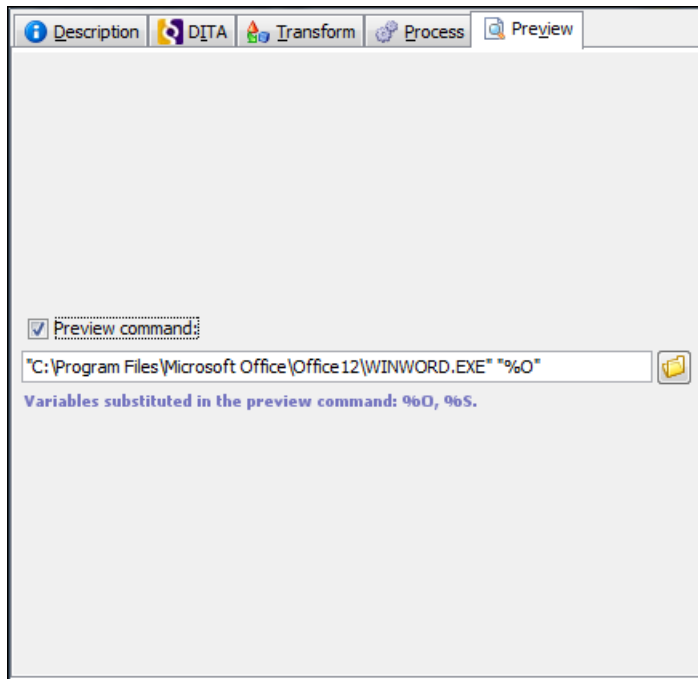 Description DITA Transform Process Preview
Preview command:
"C:\Program Files\Microsoft Office\Office12\WINWORD.EXE" "%O"
Variables substituted in the preview command: %O, %S.